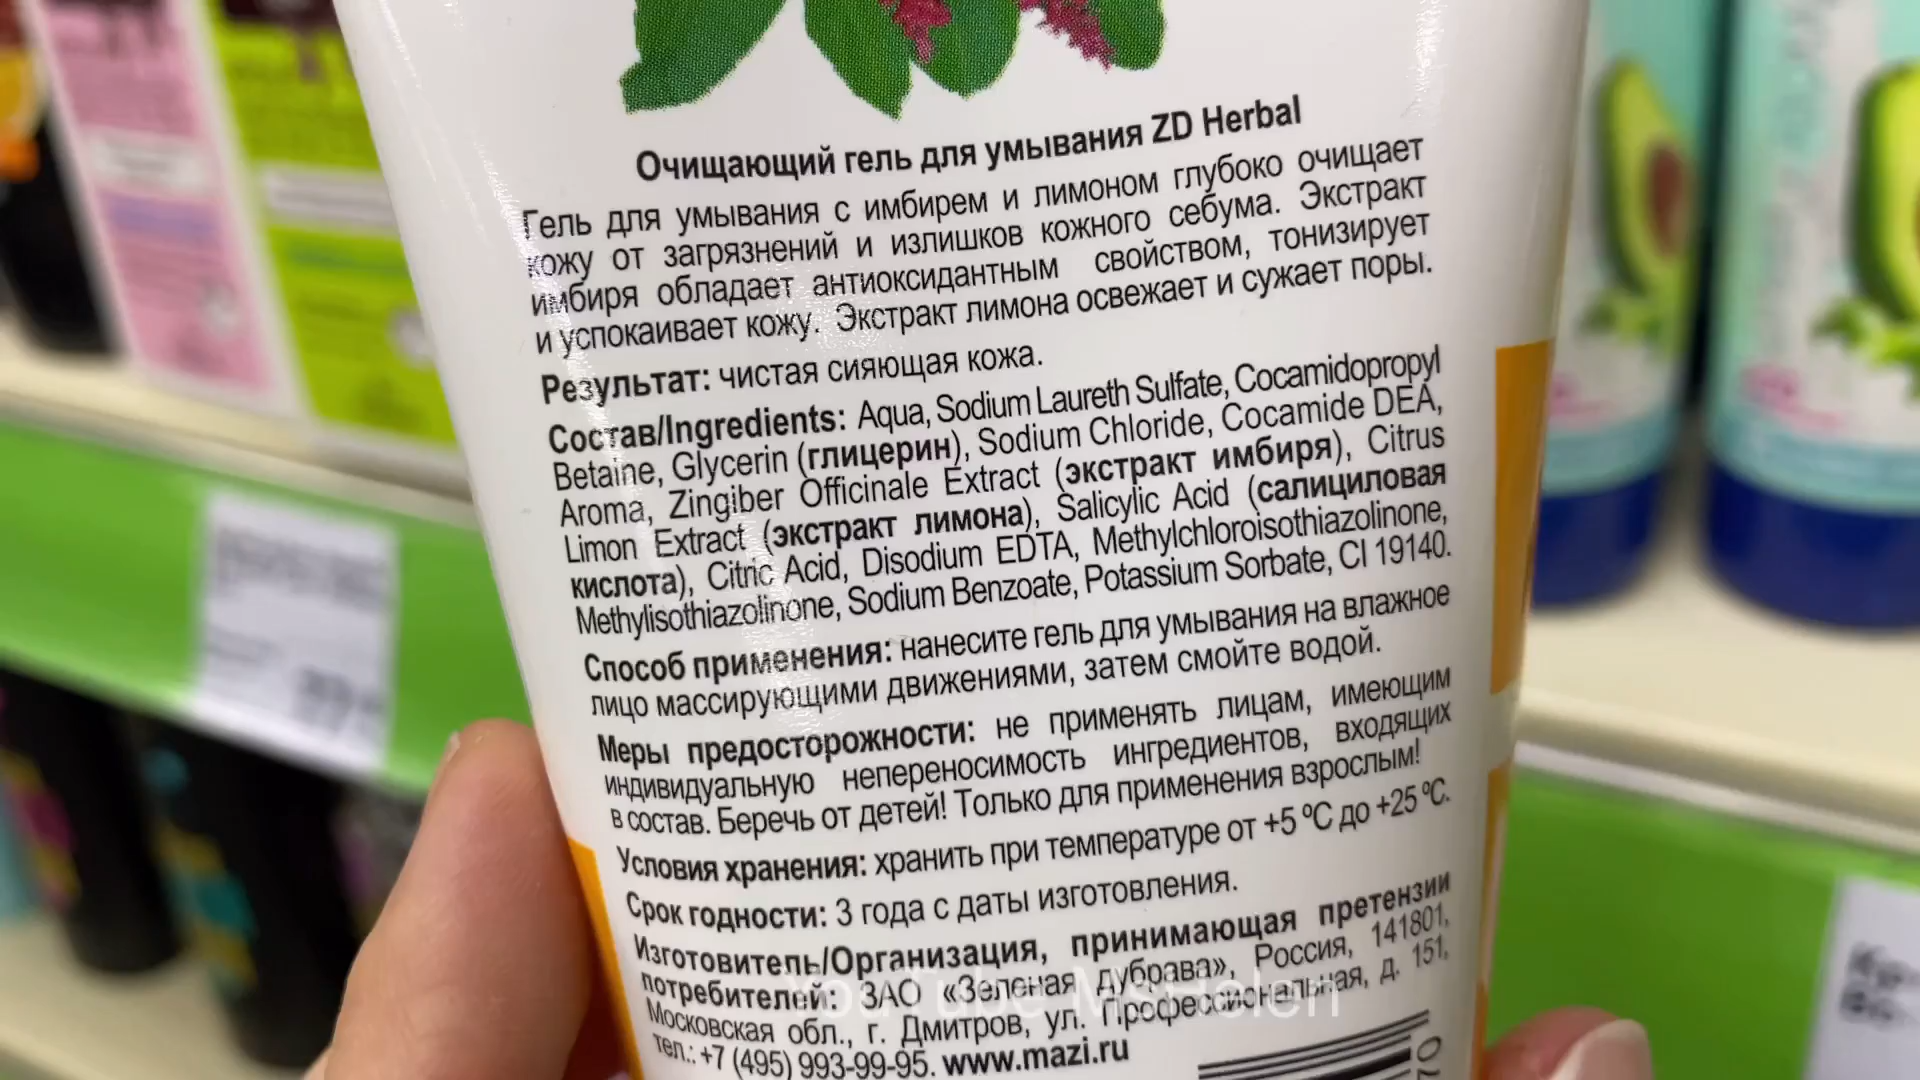 Очищающий гель для умывания ZD Herbal
Гель для умывания с имбирем и лимоном глубоко очищает
кожу от загрязнений и излишков кожного себума. Экстракт
имбиря обладает антиоксидантным свойством, тонизирует
и успокаивает кожу. Экстракт лимона освежает и сужает поры.
Результат: чистая сияющая кожа.
Состав/Ingredients: Aqua, Sodium Laureth Sulfate, Cocamidopropyl
Betaine, Glycerin (глицерин), Sodium Chloride, Cocamide DEA,
Aroma, Zingiber Officinale Extract (экстракт имбиря), Citrus
Limon Extract (экстракт лимона), Salicylic Acid (салициловая
кислота), Citric Acid, Disodium EDTA, Methylchloroisothiazolinone,
Methylisothiazolinone, Sodium Benzoate, Potassium Sorbate, CI 19140.
Способ применения: нанесите гель для умывания на влажное
лицо массирующими движениями, затем смойте водой.
Меры предосторожности: не применять лицам, имеющим
индивидуальную непереносимость ингредиентов, входящих
в состав. Беречь от детей! Только для применения взрослым!
Условия хранения: хранить при температуре от +5 ºC до +25 ºC.
Срок годности: 3 года с даты изготовления.
Изготовитель/Организация, принимающая претензии
потребителей: ЗАО «Зеленая дубрава», Россия, 141801,
Московская обл., г. Дмитров, ул. Профессиональная, д. 151,
тел.: +7 (495) 993-99-95. www.mazi.ru
YouTube MsHelen